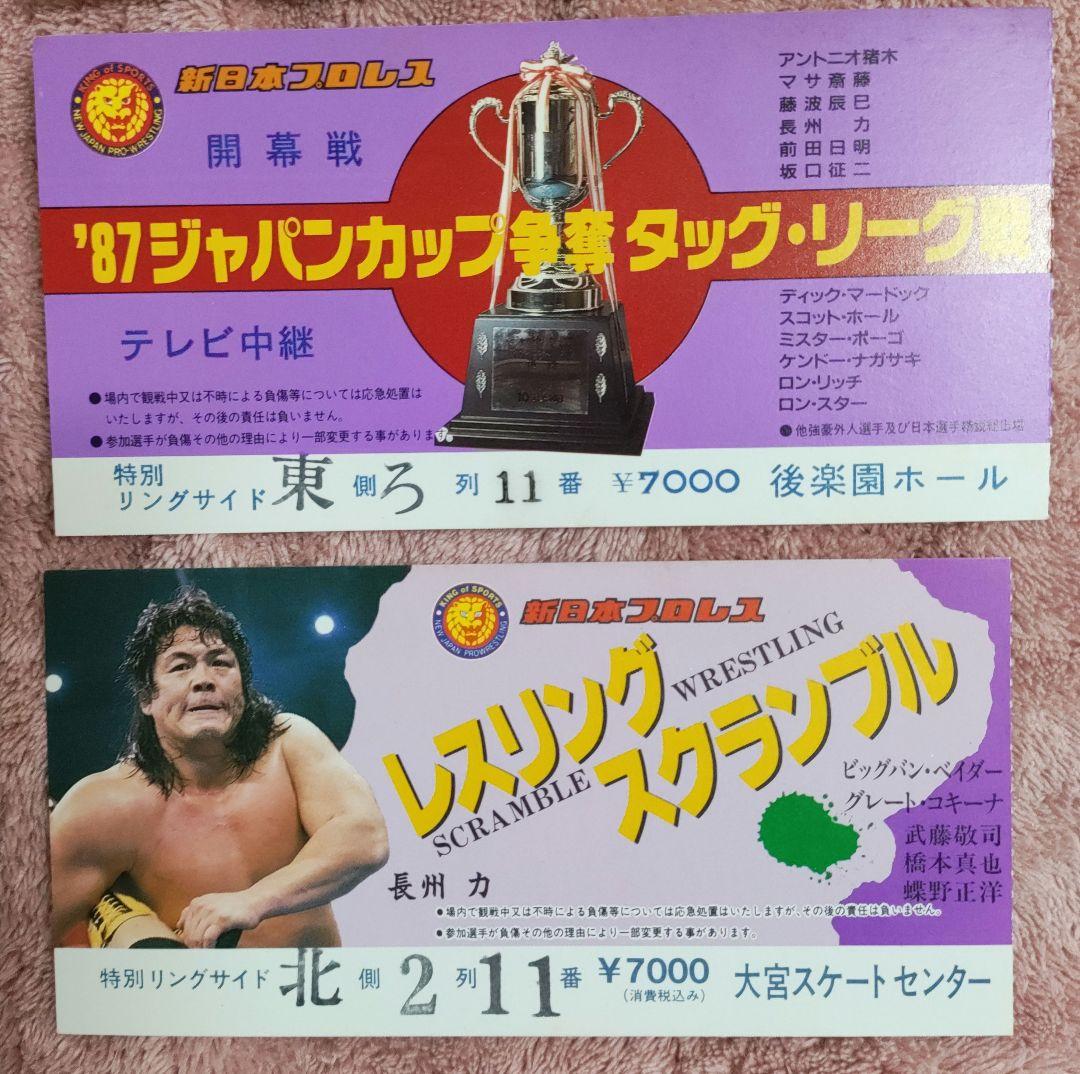 KING of SPORTS
NEW JAPAN PRO-WRESTLING
新日本プロレス
開幕戦
'87ジャパンカップ争奪タッグ・リーグ戦
テレビ中継
●場内で観戦中又は不時による負傷等については応急処置は
いたしますが、その後の責任は負いません。
●参加選手が負傷その他の理由により一部変更する事があります。
アントニオ猪木
マサ斎藤
藤波辰巳
長州 力
前田日明
坂口征二
ディック・マードック
スコット・ホール
ミスター・ポーゴ
ケンドー・ナガサキ
ロン・リッチ
ロン・スター
●他強豪外人選手及び日本選手
特別
リングサイド 東 側 ろ 列 11 番 ¥7000 後楽園ホール
KING of SPORTS
NEW JAPAN PROWRESTLING
新日本プロレス
レスリング
WRESTLING
SCRAMBLE
スクランブル
ビッグバン・ベイダー
グレート・コキーナ
武藤敬司
橋本真也
蝶野正洋
長州 力
●場内で観戦中又は不時による負傷等については応急処置はいたしますが、その後の責任は負いません。
●参加選手が負傷その他の理由により一部変更する事があります。
特別リングサイド 北 側 2 列 11 番 ¥7000 大宮スケートセンター
(消費税込み)